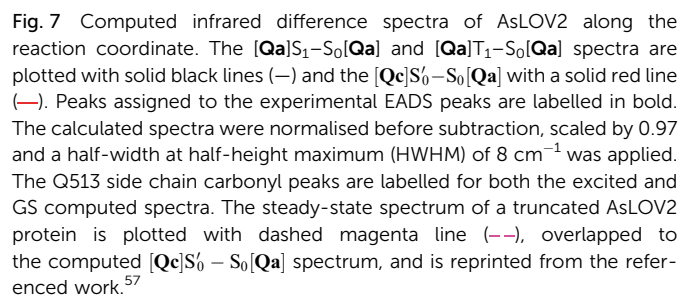 Fig. 7 Computed infrared difference spectra of AsLOV2 along the
reaction coordinate. The [Qa]S₁–S₀[Qa] and [Qa]T₁–S₀[Qa] spectra are
plotted with solid black lines (—) and the [Qc]S′₀–S₀[Qa] with a solid red line
(—). Peaks assigned to the experimental EADS peaks are labelled in bold.
The calculated spectra were normalised before subtraction, scaled by 0.97
and a half-width at half-height maximum (HWHM) of 8 cm⁻¹ was applied.
The Q513 side chain carbonyl peaks are labelled for both the excited and
GS computed spectra. The steady-state spectrum of a truncated AsLOV2
protein is plotted with dashed magenta line (– –), overlapped to
the computed [Qc]S′₀ – S₀[Qa] spectrum, and is reprinted from the refer-
enced work.⁵⁷